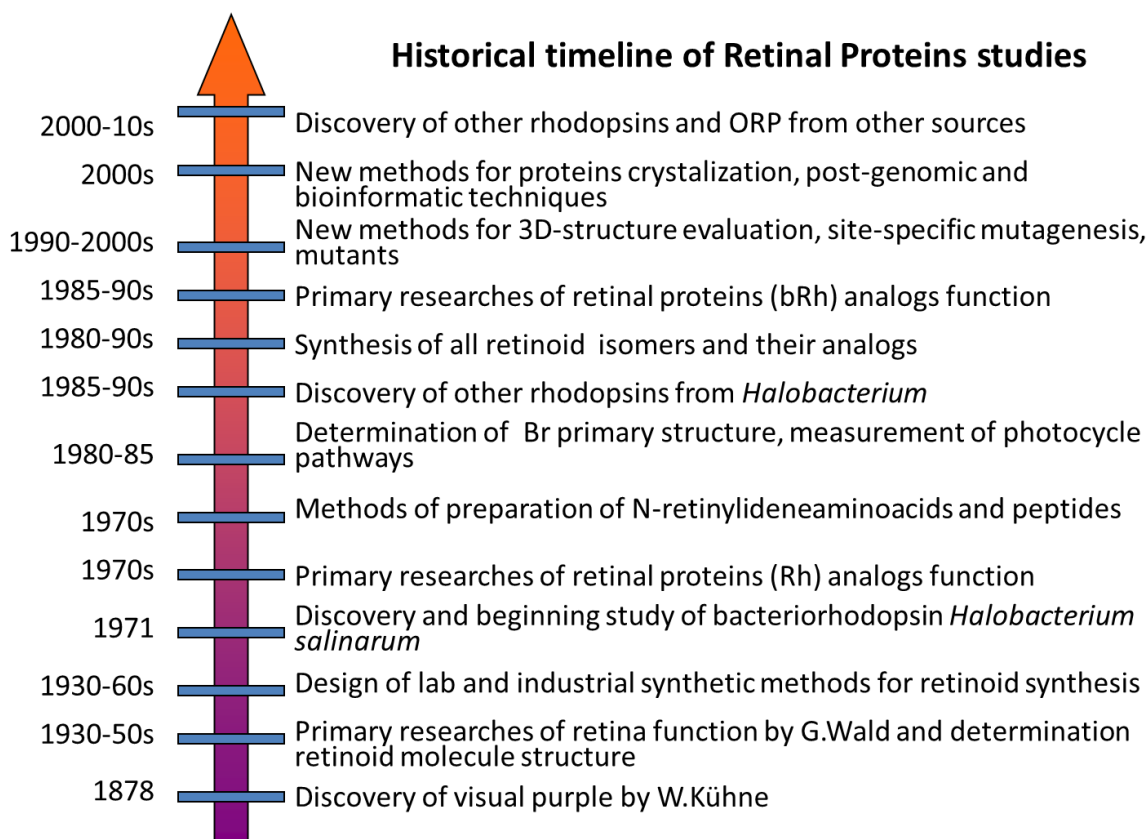 Historical timeline of Retinal Proteins studies
2000-10s
Discovery of other rhodopsins and ORP from other sources
2000s
New methods for proteins crystalization, post-genomic and
bioinformatic techniques
1990-2000s
New methods for 3D-structure evaluation, site-specific mutagenesis,
mutants
1985-90s
Primary researches of retinal proteins (bRh) analogs function
1980-90s
Synthesis of all retinoid isomers and their analogs
1985-90s
Discovery of other rhodopsins from Halobacterium
1980-85
Determination of Br primary structure, measurement of photocycle
pathways
1970s
Methods of preparation of N-retinylideneaminoacids and peptides
1970s
Primary researches of retinal proteins (Rh) analogs function
1971
Discovery and beginning study of bacteriorhodopsin Halobacterium
salinarum
1930-60s
Design of lab and industrial synthetic methods for retinoid synthesis
1930-50s
Primary researches of retina function by G.Wald and determination
retinoid molecule structure
1878
Discovery of visual purple by W.Kühne